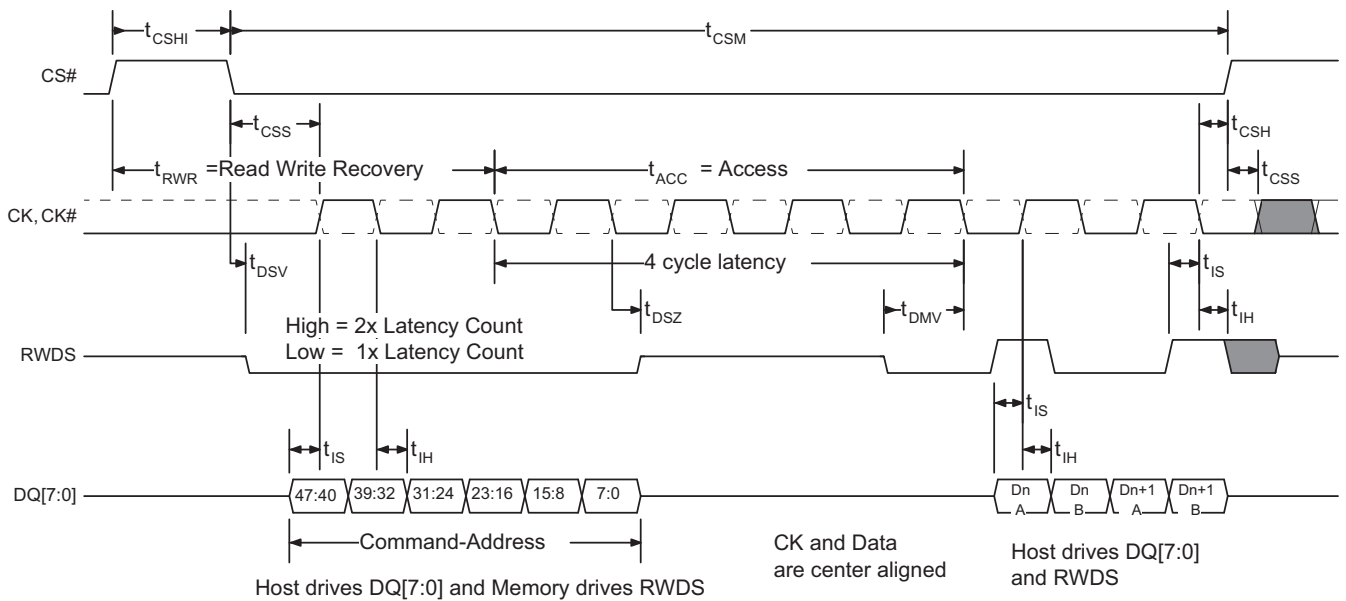 tCSHI
tCSM
CS#
tCSS
tCSH
tRWR =Read Write Recovery
tACC = Access
tCSS
CK, CK#
tDSV
4 cycle latency
tIS
tDSZ
tDMV
tIH
High = 2x Latency Count
Low = 1x Latency Count
RWDS
tIS
tIS
tIH
tIH
DQ[7:0]
47:40 39:32 31:24 23:16 15:8 7:0
Dn A Dn B Dn+1 A Dn+1 B
Command-Address
CK and Data
are center aligned
Host drives DQ[7:0]
and RWDS
Host drives DQ[7:0] and Memory drives RWDS